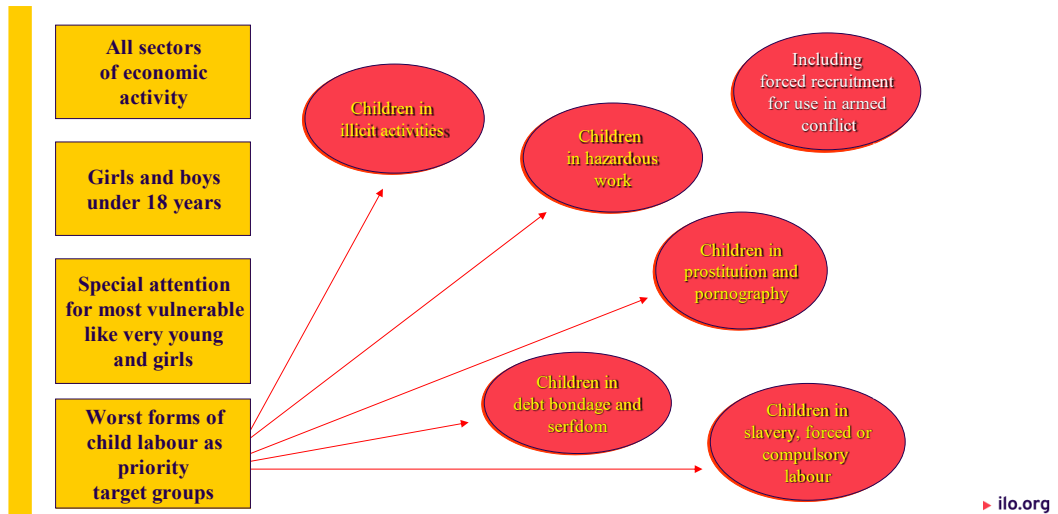 All sectors
of economic
activity
Girls and boys
under 18 years
Special attention
for most vulnerable
like very young
and girls
Worst forms of
child labour as
priority
target groups
Children in
illicit activities
Children
in hazardous
work
Including
forced recruitment
for use in armed
conflict
Children in
prostitution and
pornography
Children in
debt bondage and
serfdom
Children in
slavery, forced or
compulsory
labour
ilo.org